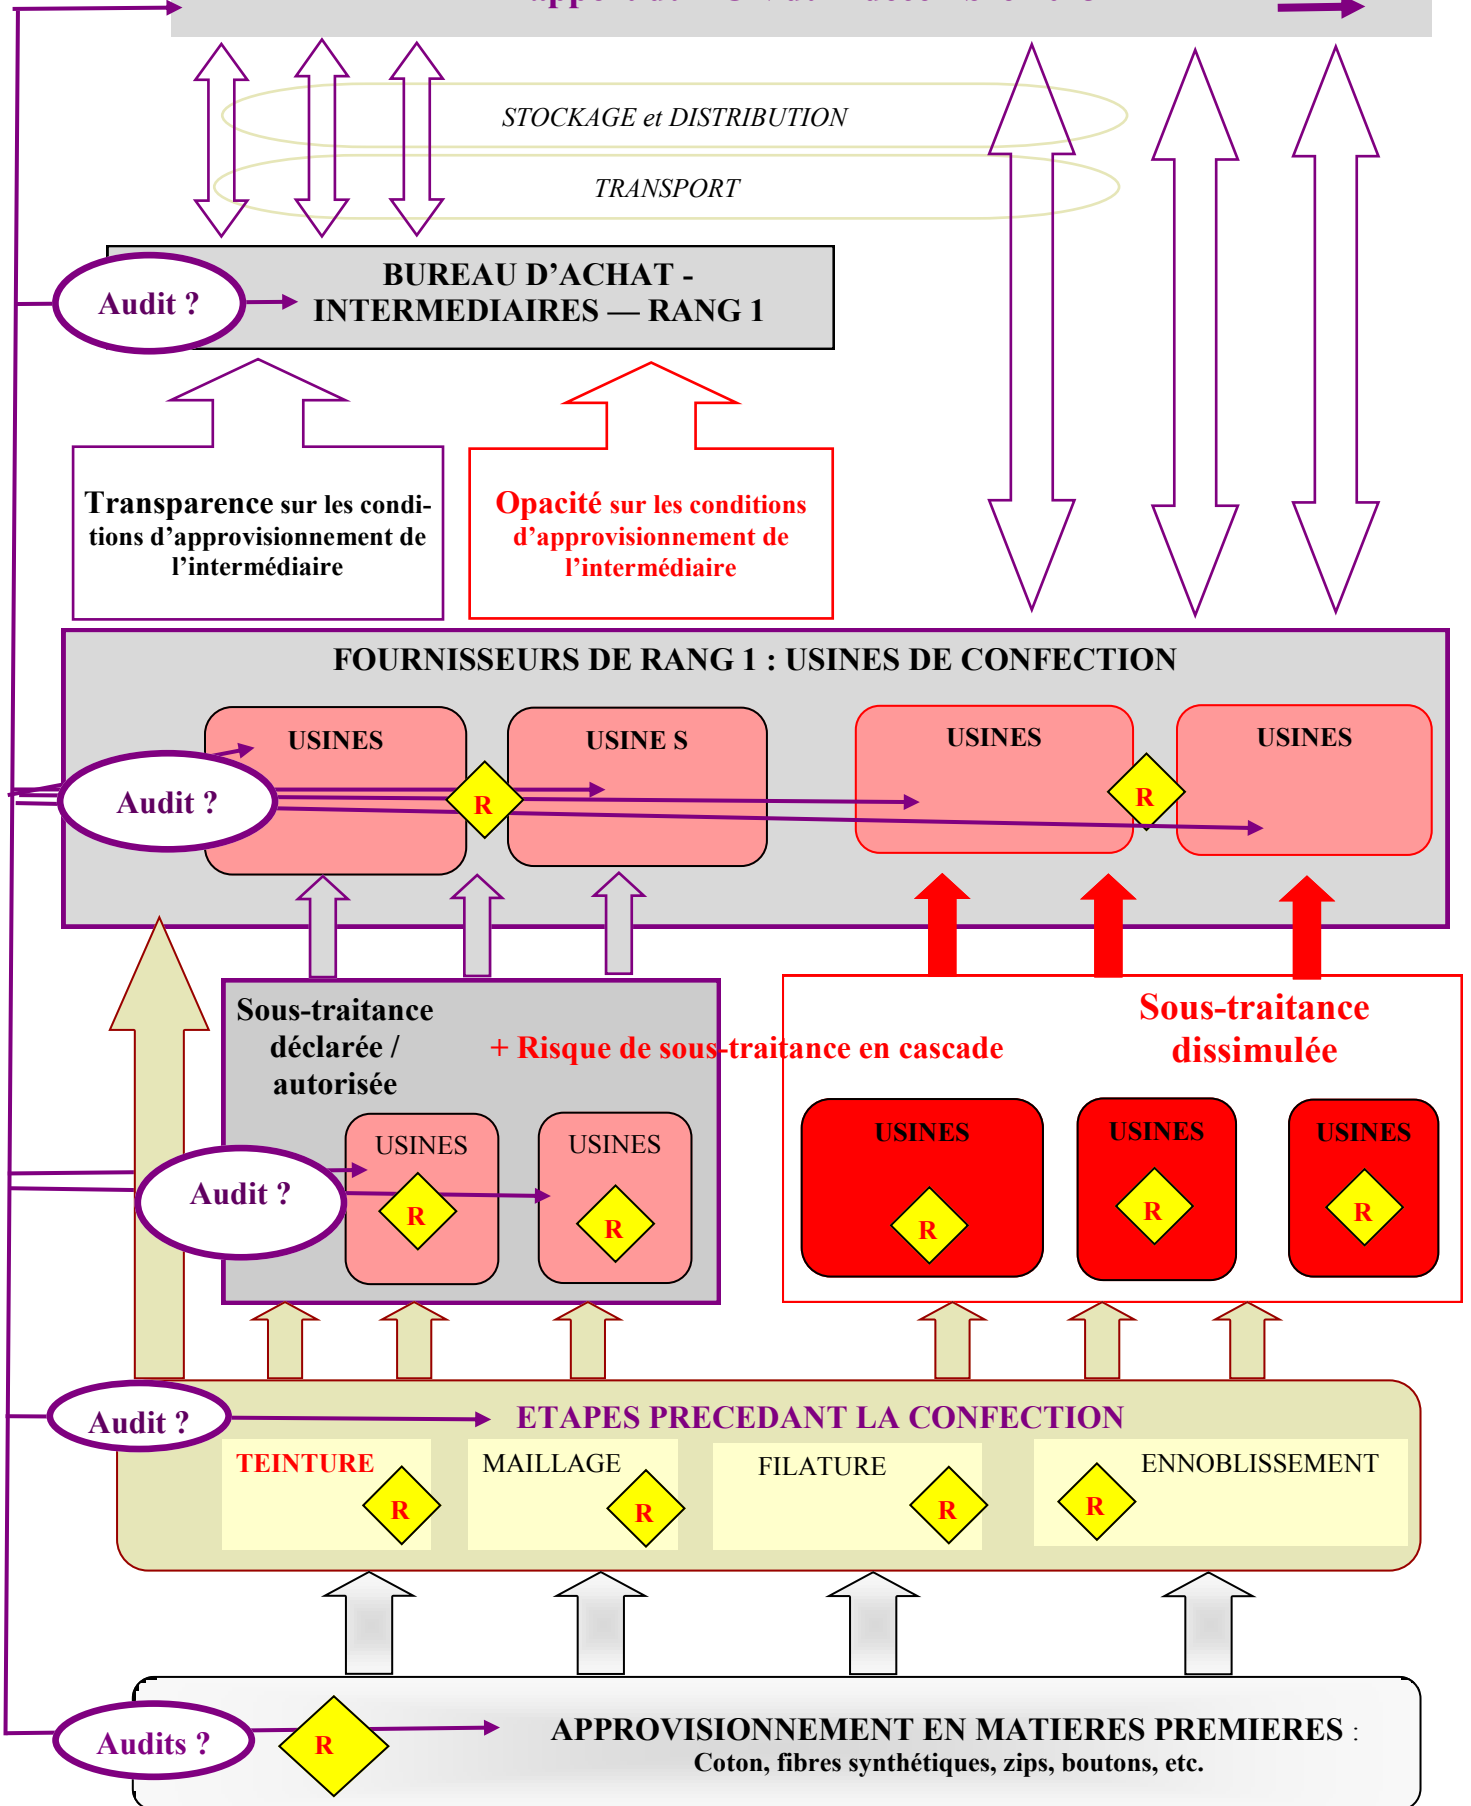 STOCKAGE et DISTRIBUTION
TRANSPORT
Audit ?
BUREAU D’ACHAT -
INTERMEDIAIRES — RANG 1
Transparence sur les condi-
tions d’approvisionnement de
l’intermédiaire
Opacité sur les conditions
d’approvisionnement de
l’intermédiaire
FOURNISSEURS DE RANG 1 : USINES DE CONFECTION
USINES
USINE S
USINES
USINES
Audit ?
R
R
Sous-traitance
déclarée /
autorisée
+ Risque de sous-traitance en cascade
Sous-traitance
dissimulée
USINES
USINES
USINES
USINES
USINES
Audit ?
R
R
R
R
R
Audit ?
ETAPES PRECEDANT LA CONFECTION
TEINTURE
MAILLAGE
FILATURE
ENNOBLISSEMENT
R
R
R
R
Audits ?
R
APPROVISIONNEMENT EN MATIERES PREMIERES :
Coton, fibres synthétiques, zips, boutons, etc.